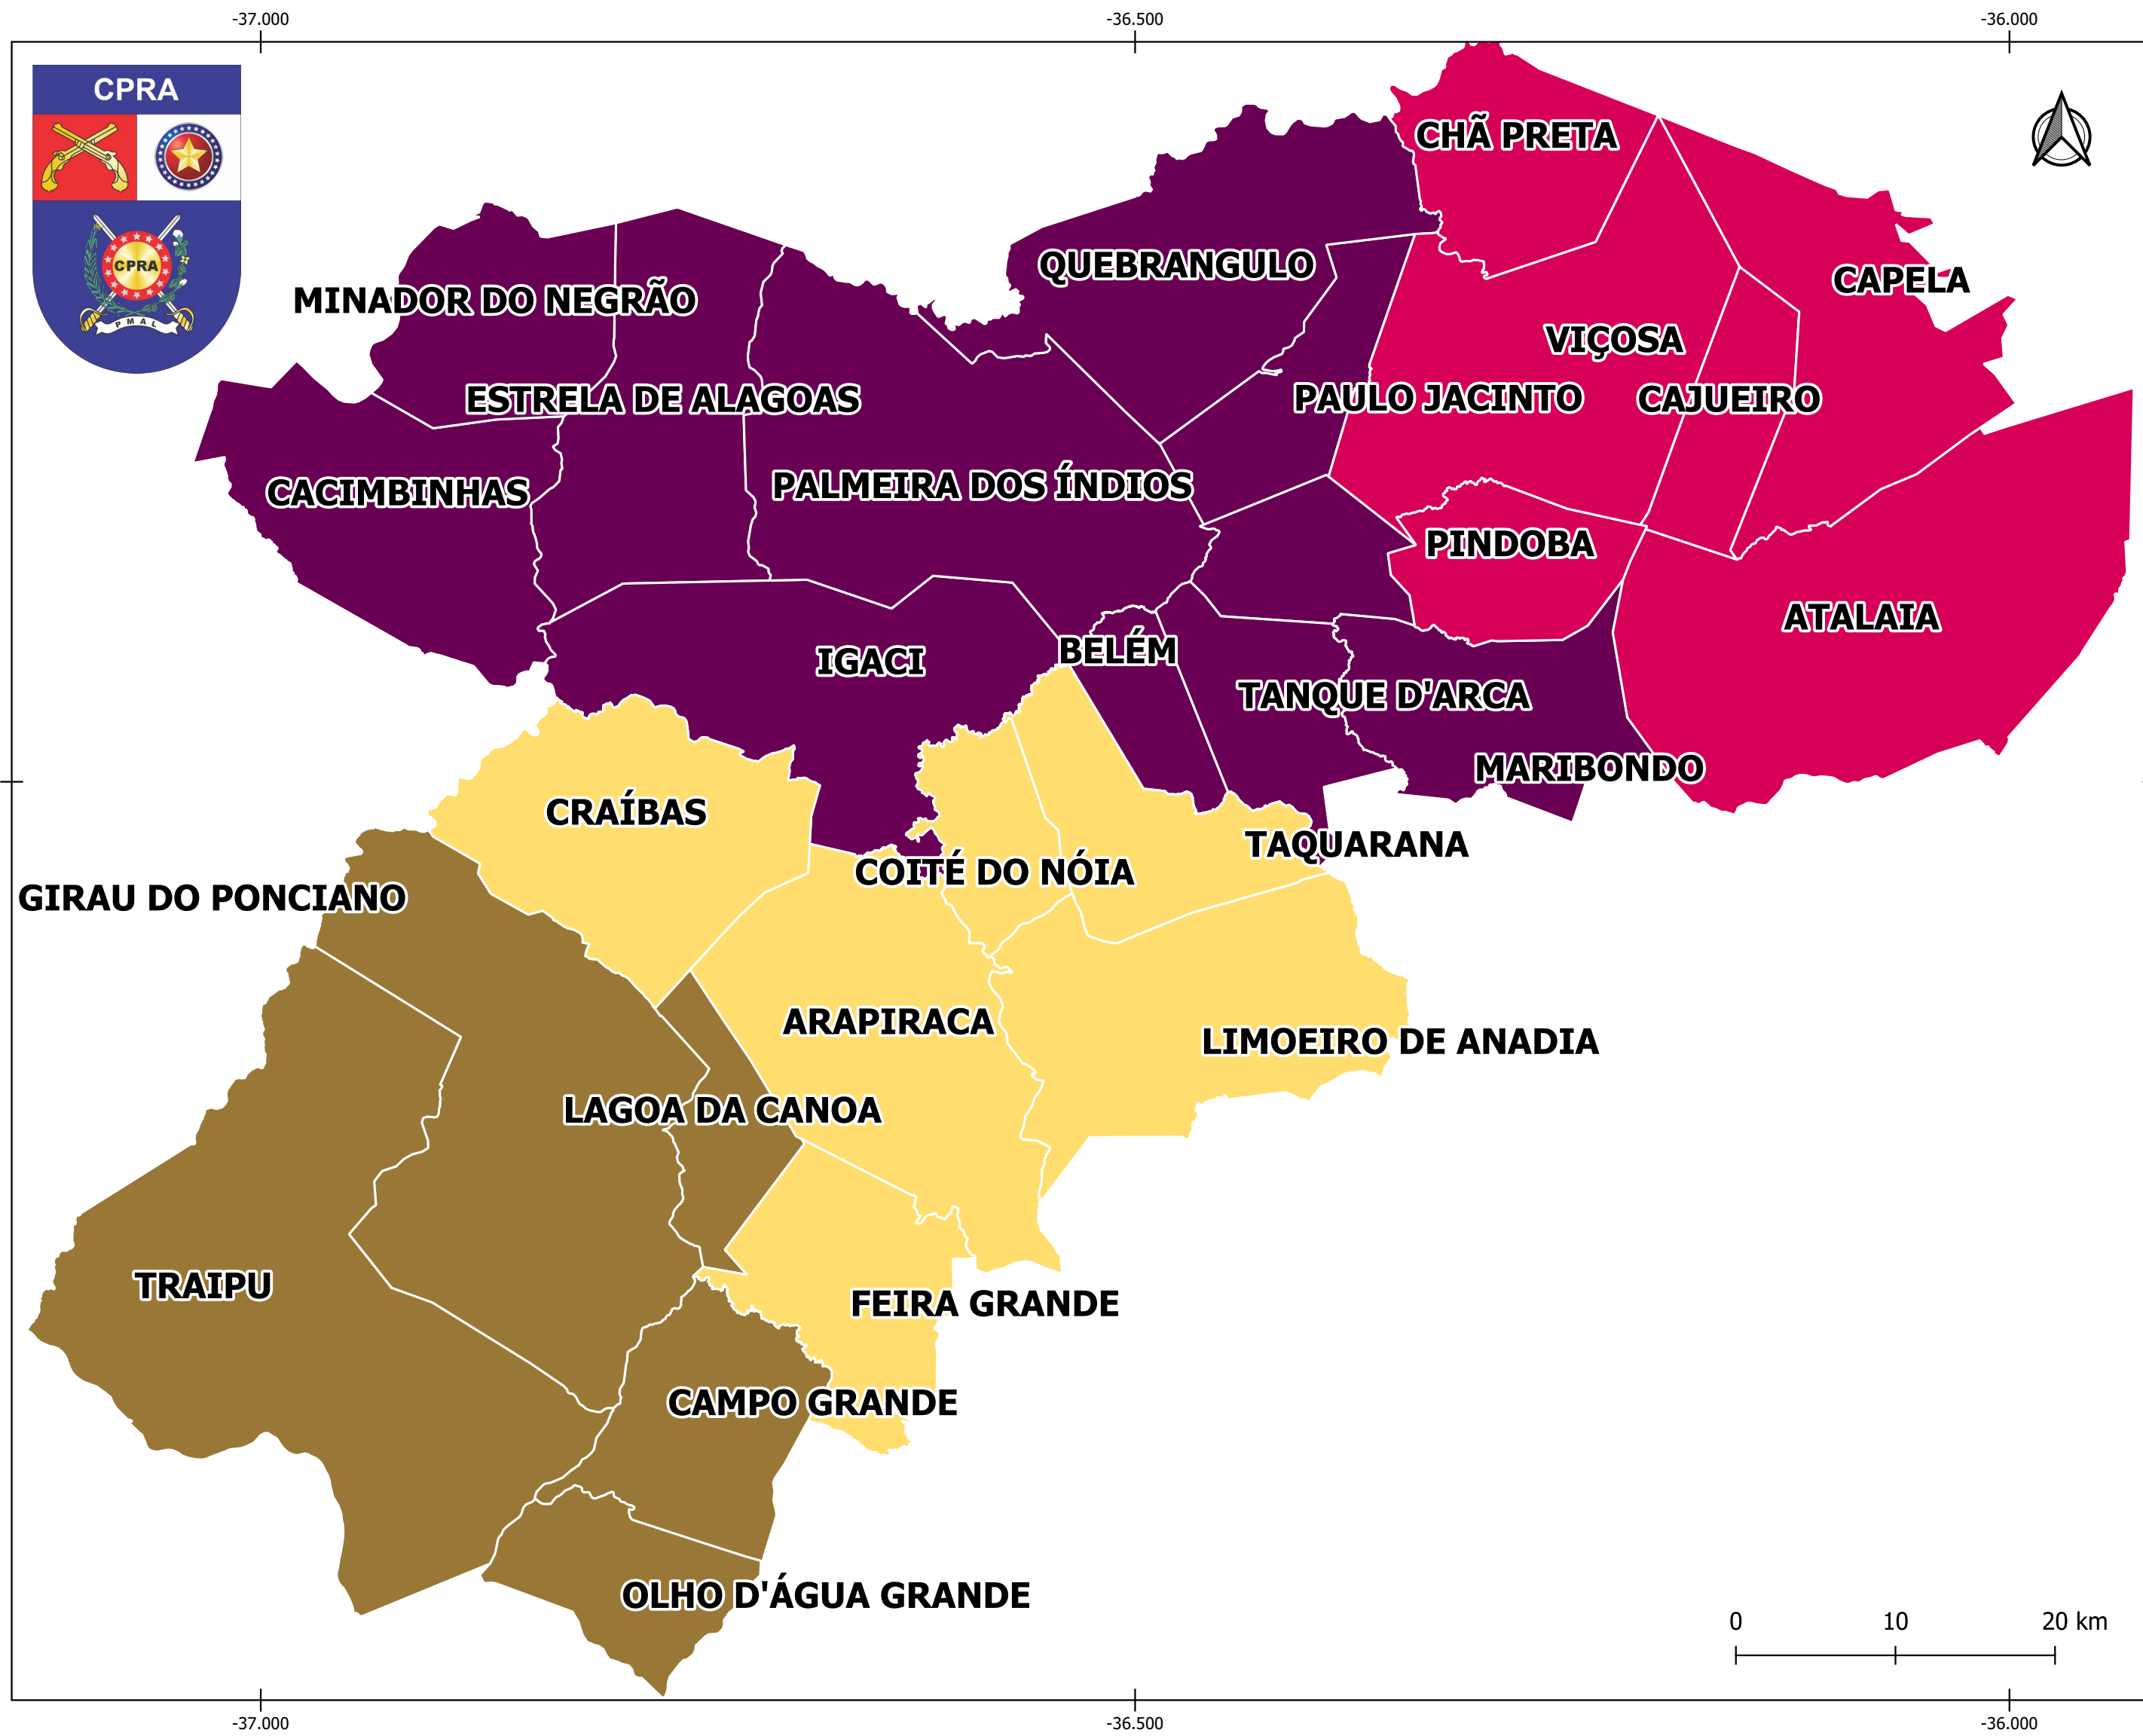 -37.000
-36.500
-36.000
CPRA
CPRA
PMAL
CHÃ PRETA
QUEBRANGULO
CAPELA
MINADOR DO NEGRÃO
VIÇOSA
ESTRELA DE ALAGOAS
PAULO JACINTO
CAJUEIRO
CACIMBINHAS
PALMEIRA DOS ÍNDIOS
PINDOBA
ATALAIA
IGACI
BELÉM
TANQUE D'ARCA
MARIBONDO
CRAÍBAS
TAQUARANA
COITÉ DO NÓIA
GIRAU DO PONCIANO
ARAPIRACA
LIMOEIRO DE ANADIA
LAGOA DA CANOA
TRAIPU
FEIRA GRANDE
CAMPO GRANDE
OLHO D'ÁGUA GRANDE
0 10 20 km
-37.000
-36.500
-36.000